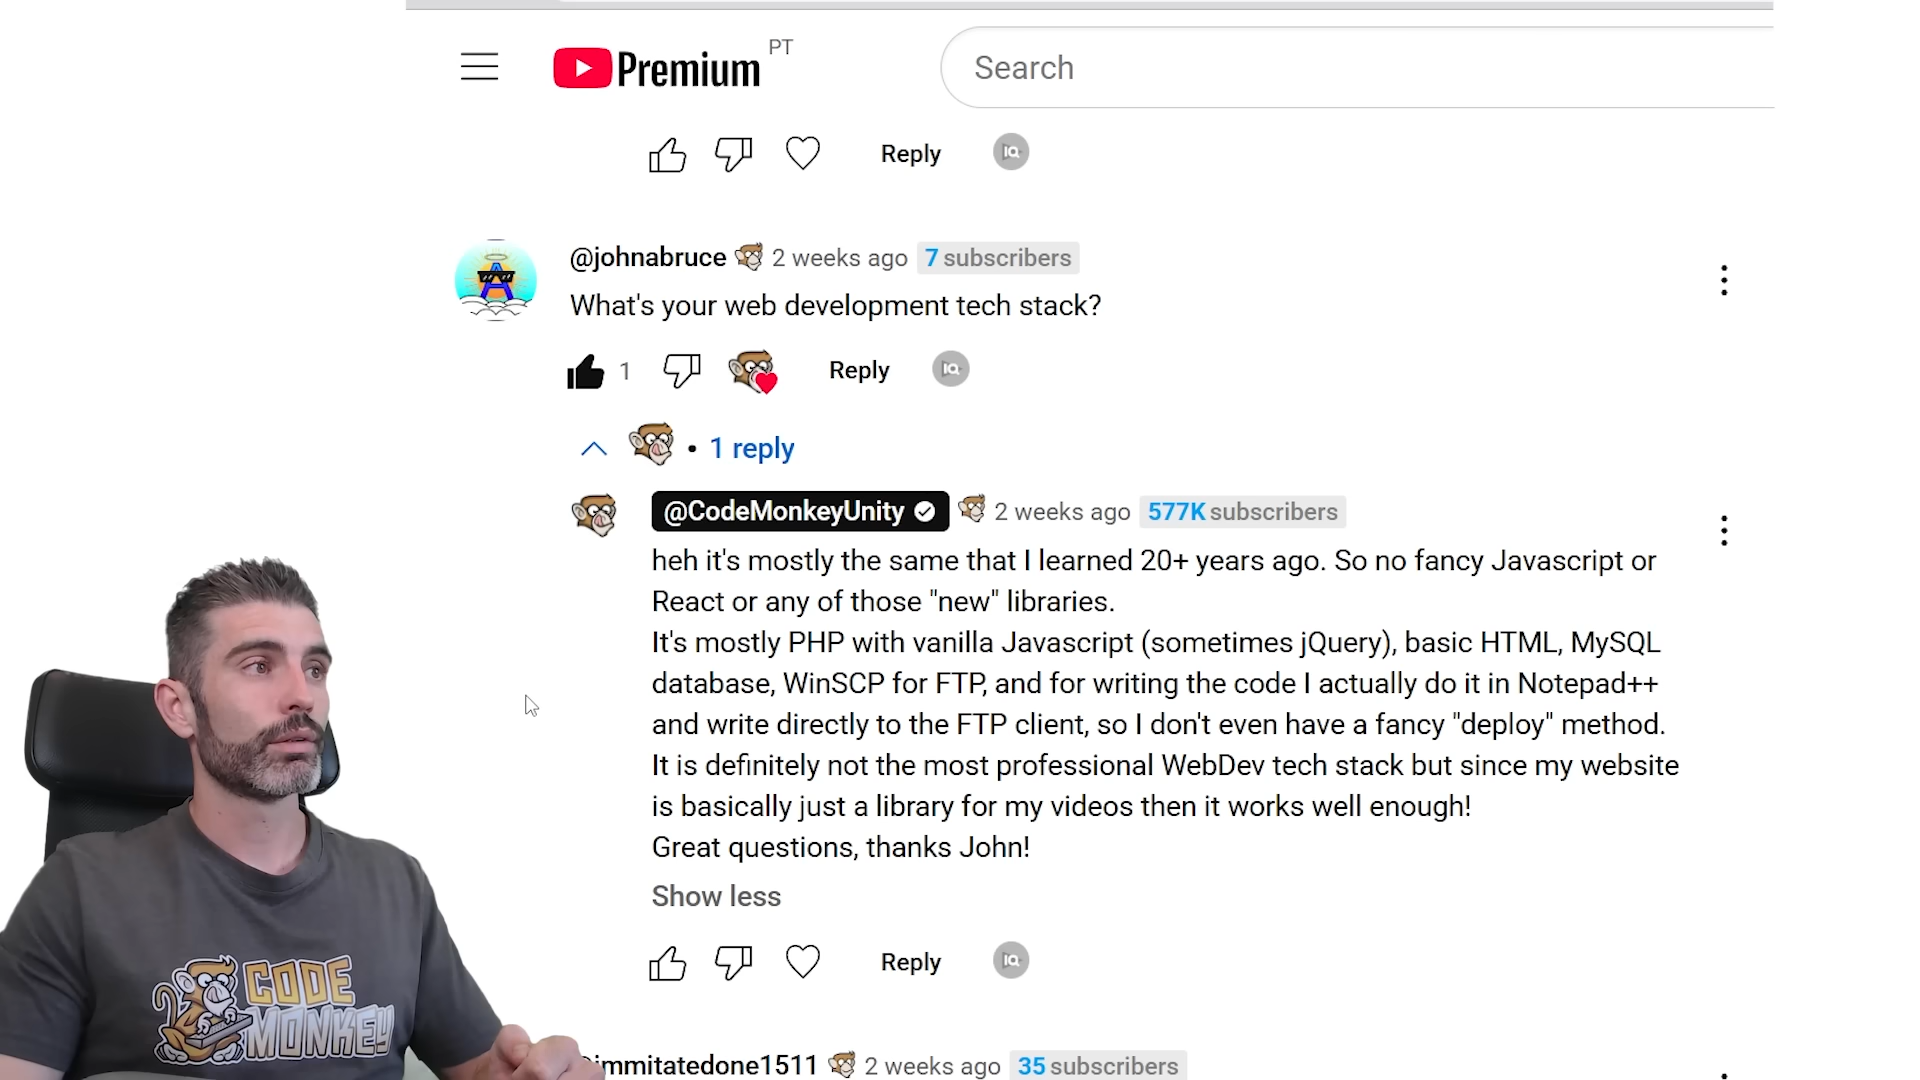 Premium PT
Search
Reply
@johnabruce 2 weeks ago 7 subscribers
What's your web development tech stack?
1 Reply
• 1 reply
@CodeMonkeyUnity 2 weeks ago 577K subscribers
heh it's mostly the same that I learned 20+ years ago. So no fancy Javascript or
React or any of those "new" libraries.
It's mostly PHP with vanilla Javascript (sometimes jQuery), basic HTML, MySQL
database, WinSCP for FTP, and for writing the code I actually do it in Notepad++
and write directly to the FTP client, so I don't even have a fancy "deploy" method.
It is definitely not the most professional WebDev tech stack but since my website
is basically just a library for my videos then it works well enough!
Great questions, thanks John!
Show less
Reply
CODE
MONKEY
immitatedone1511 2 weeks ago 35 subscribers